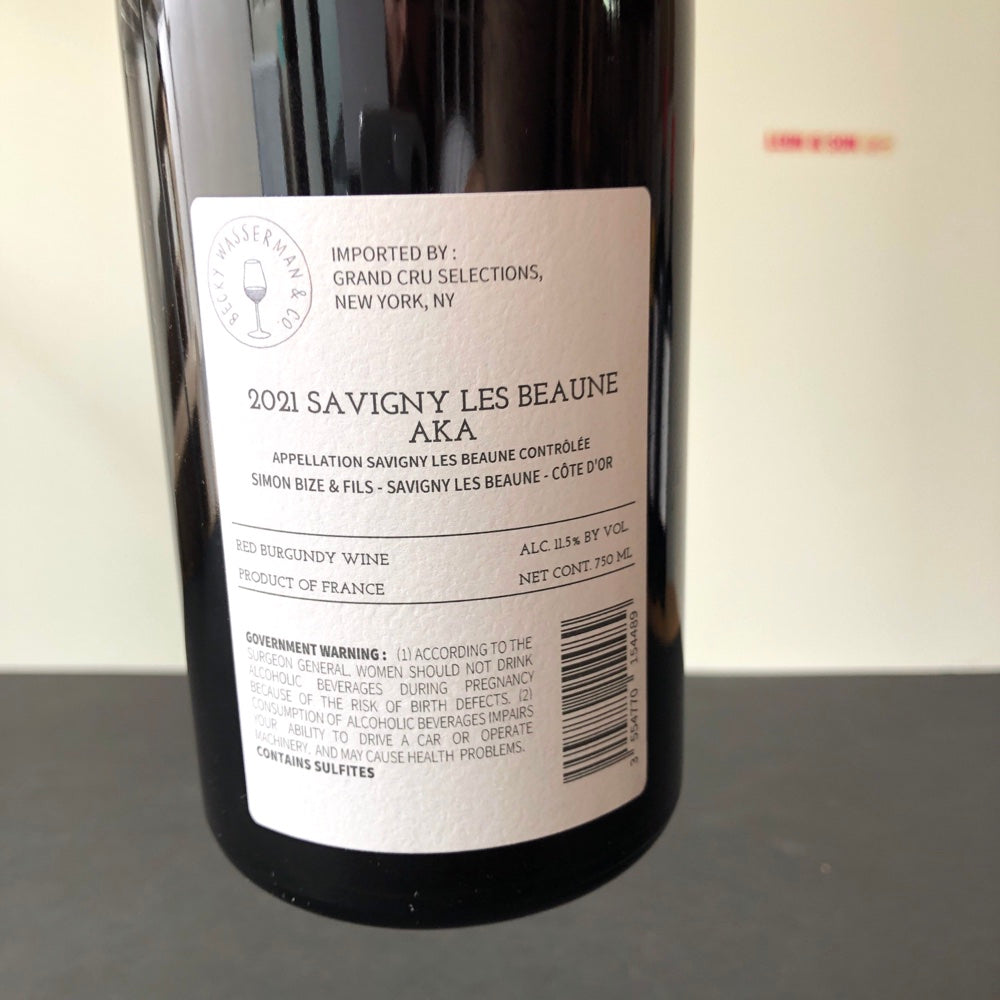 BECKY WASSERMAN & CO.
IMPORTED BY :
GRAND CRU SELECTIONS,
NEW YORK, NY
2021 SAVIGNY LES BEAUNE
AKA
APPELLATION SAVIGNY LES BEAUNE CONTRÔLÉE
SIMON BIZE & FILS - SAVIGNY LES BEAUNE - CÔTE D'OR
RED BURGUNDY WINE
PRODUCT OF FRANCE
ALC. 11.5% BY VOL.
NET CONT. 750 ML
GOVERNMENT WARNING : (1) ACCORDING TO THE
SURGEON GENERAL, WOMEN SHOULD NOT DRINK
ALCOHOLIC BEVERAGES DURING PREGNANCY
BECAUSE OF THE RISK OF BIRTH DEFECTS. (2)
CONSUMPTION OF ALCOHOLIC BEVERAGES IMPAIRS
YOUR ABILITY TO DRIVE A CAR OR OPERATE
MACHINERY, AND MAY CAUSE HEALTH PROBLEMS.
CONTAINS SULFITES
3 554770 154489